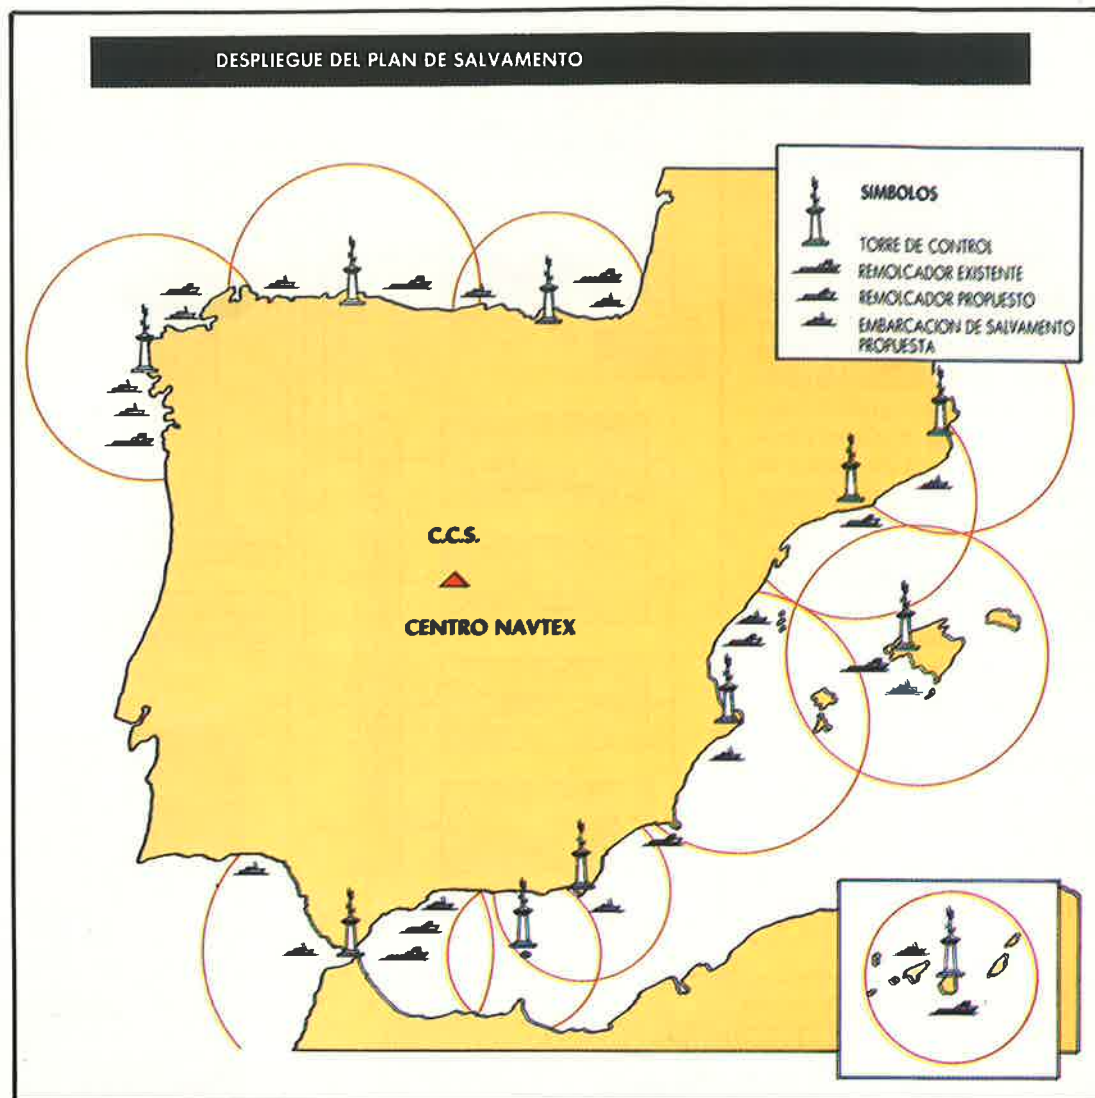 DESPLIEGUE DEL PLAN DE SALVAMENTO
SIMBOLOS
TORRE DE CONTROL
REMOLCADOR EXISTENTE
REMOLCADOR PROPUESTO
EMBARCACION DE SALVAMENTO
PROPUESTA
C.C.S.
CENTRO NAVTEX